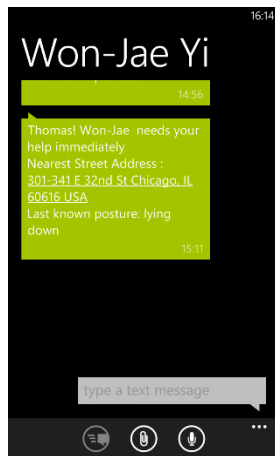 16:14
Won-Jae Yi
14:56
Thomas! Won-Jae  needs your
help immediately
Nearest Street Address :
301-341 E 32nd St Chicago, IL
60616 USA
Last known posture: lying
down
15:11
type a text message